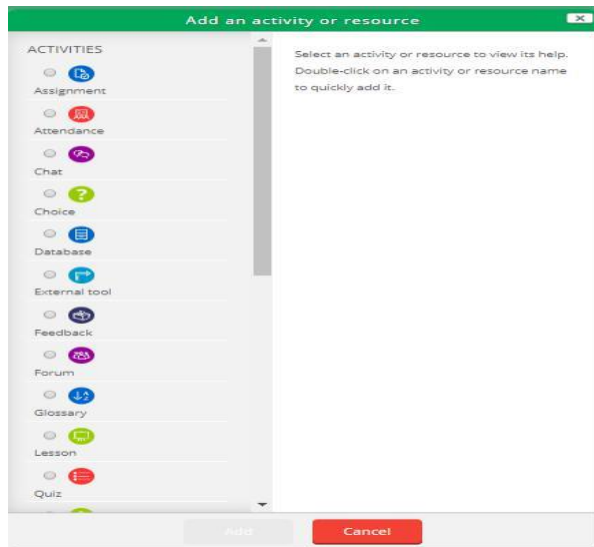 Add an activity or resource
ACTIVITIES
Assignment
Attendance
Chat
Choice
Database
External tool
Feedback
Forum
Glossary
Lesson
Quiz
Select an activity or resource to view its help.
Double-click on an activity or resource name
to quickly add it.
Add
Cancel